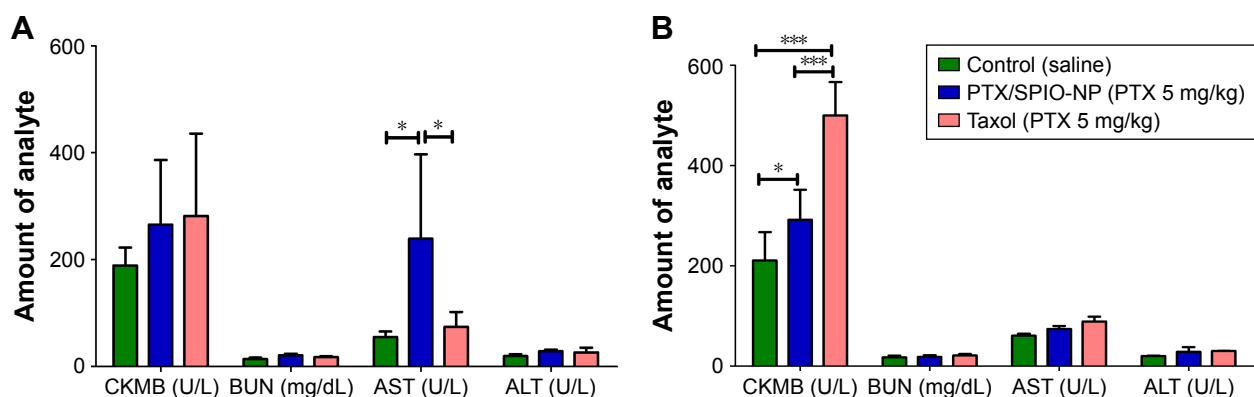 A
Amount of analyte
600
400
200
0
*
*
CKMB (U/L)
BUN (mg/dL)
AST (U/L)
ALT (U/L)
B
Amount of analyte
600
400
200
0
***
***
*
CKMB (U/L)
BUN (mg/dL)
AST (U/L)
ALT (U/L)
Control (saline)
PTX/SPIO-NP (PTX 5 mg/kg)
Taxol (PTX 5 mg/kg)